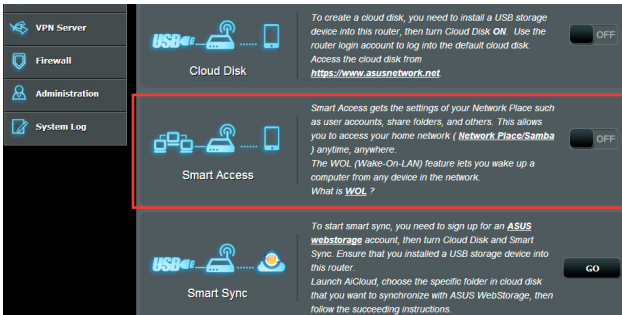 VPN Server
Firewall
Administration
System Log
USB
Cloud Disk
To create a cloud disk, you need to install a USB storage
device into this router, then turn Cloud Disk ON. Use the
router login account to log into the default cloud disk.
Access the cloud disk from
https://www.asusnetwork.net.
OFF
Smart Access
Smart Access gets the settings of your Network Place such
as user accounts, share folders, and others. This allows
you to access your home network ( Network Place/Samba
) anytime, anywhere.
The WOL (Wake-On-LAN) feature lets you wake up a
computer from any device in the network.
What is WOL ?
OFF
USB
Smart Sync
To start smart sync, you need to sign up for an ASUS
webstorage account, then turn Cloud Disk and Smart
Sync. Ensure that you installed a USB storage device into
this router.
Launch AiCloud, choose the specific folder in cloud disk
that you want to synchronize with ASUS WebStorage, then
follow the succeeding instructions.
GO